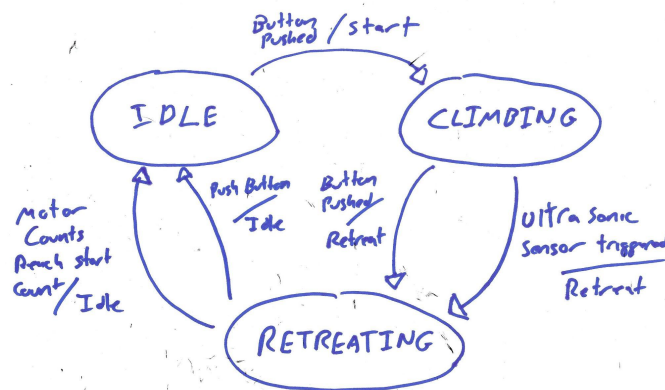 Button
Pushed / Start
IDLE
CLIMBING
Motor
Counts
Reach start
Count / Idle
Push Button
/ Idle
Button
Pushed /
Retreat
Ultra Sonic
Sensor triggered
Retreat
RETREATING